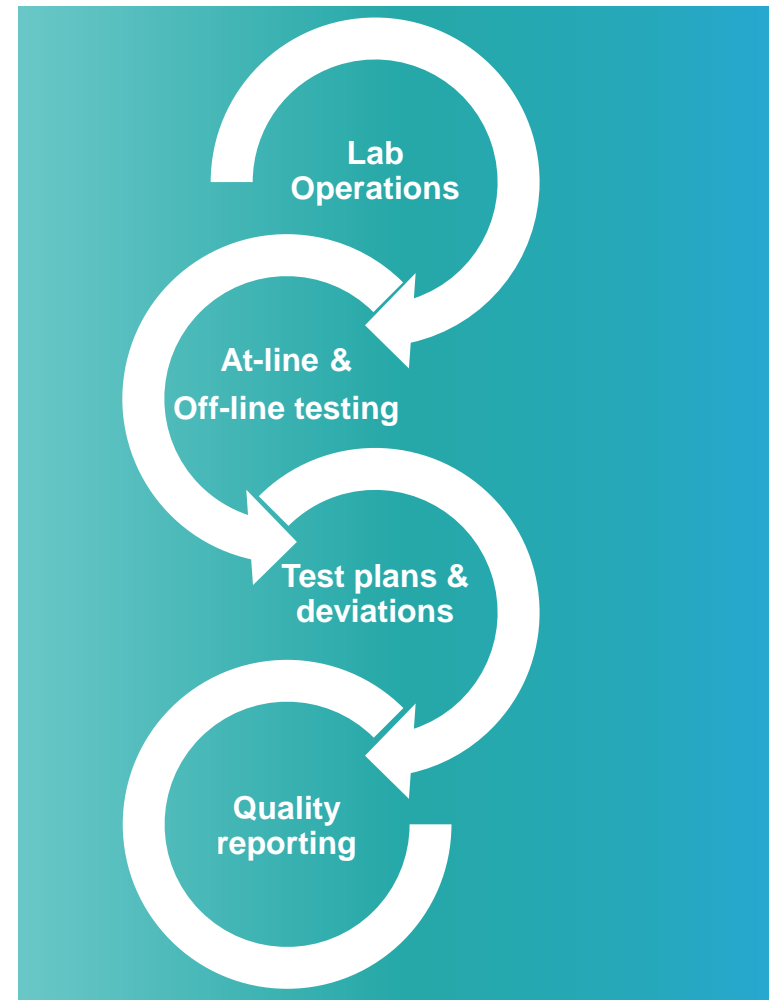 Lab
Operations
At-line &
Off-line testing
Test plans &
deviations
Quality
reporting